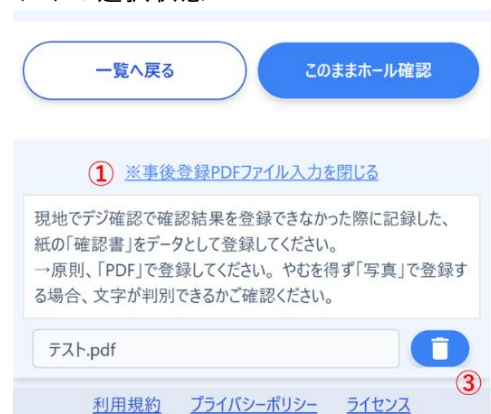 一覧へ戻る
このままホール確認
① ※事後登録PDFファイル入力を閉じる
現地でデジ確認で確認結果を登録できなかった際に記録した、
紙の「確認書」をデータとして登録してください。
→原則、「PDF」で登録してください。やむを得ず「写真」で登録す
る場合、文字が判別できるかご確認ください。
テスト.pdf
③
利用規約 プライバシーポリシー ライセンス